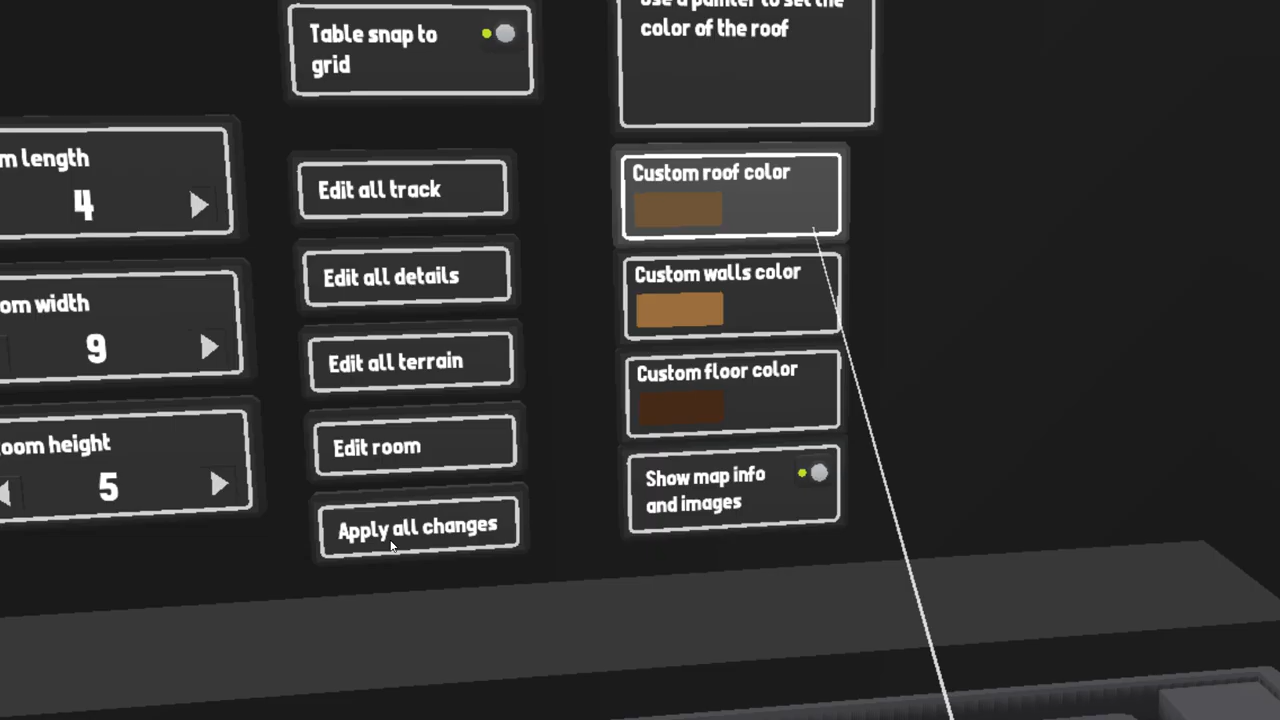 Table snap to
grid
color of the roof
m length
4
om width
9
oom height
5
Edit all track
Edit all details
Edit all terrain
Edit room
Apply all changes
Custom roof color
Custom walls color
Custom floor color
Show map info
and images